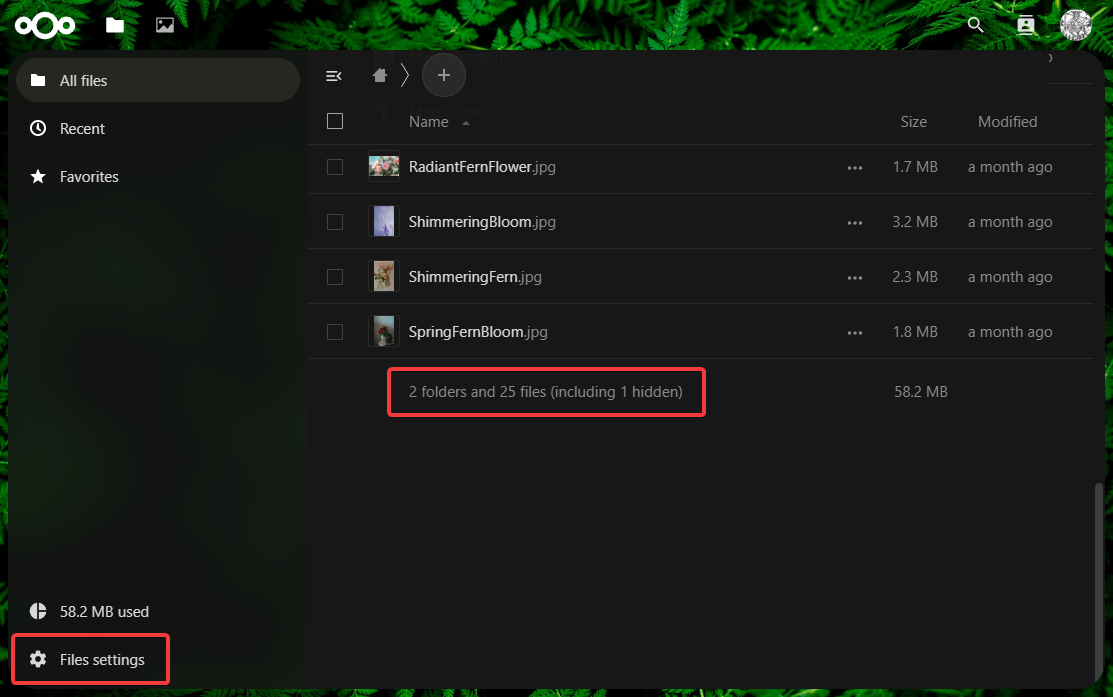 All files
Recent
Favorites
Name Size Modified
RadiantFernFlower.jpg 1.7 MB a month ago
ShimmeringBloom.jpg 3.2 MB a month ago
ShimmeringFern.jpg 2.3 MB a month ago
SpringFernBloom.jpg 1.8 MB a month ago
2 folders and 25 files (including 1 hidden) 58.2 MB
58.2 MB used
Files settings